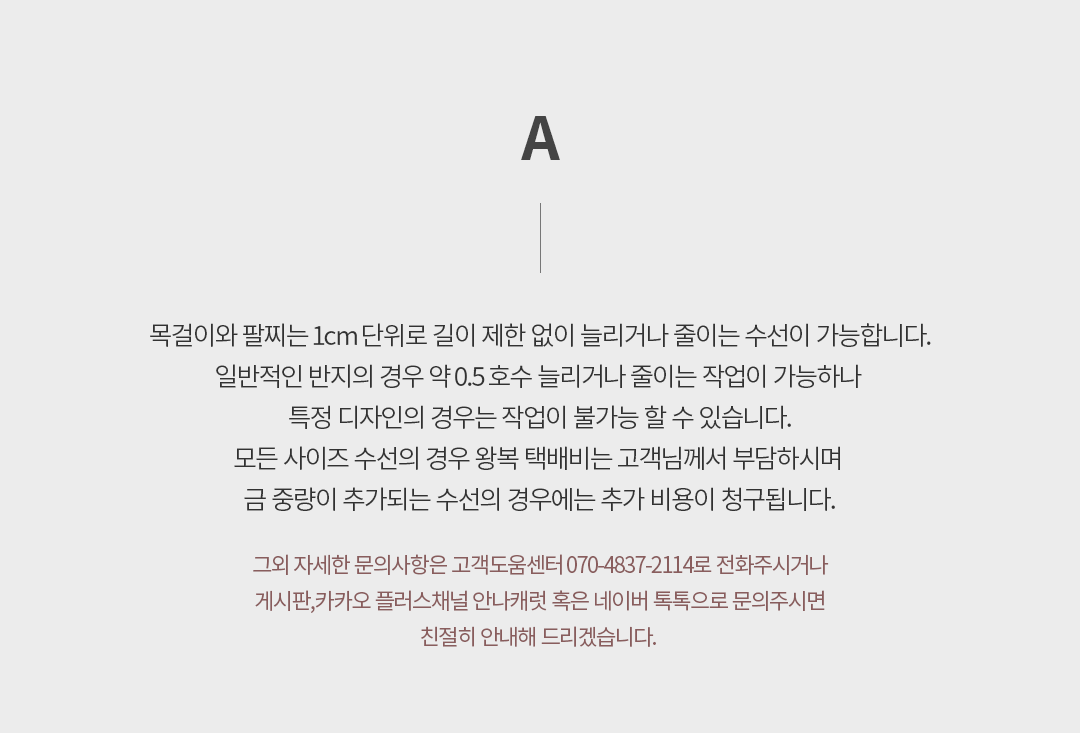 A
목걸이와 팔찌는 1cm 단위로 길이 제한 없이 늘리거나 줄이는 수선이 가능합니다.
일반적인 반지의 경우 약 0.5 호수 늘리거나 줄이는 작업이 가능하나
특정 디자인의 경우는 작업이 불가능 할 수 있습니다.
모든 사이즈 수선의 경우 왕복 택배비는 고객님께서 부담하시며
금 중량이 추가되는 수선의 경우에는 추가 비용이 청구됩니다.
그외 자세한 문의사항은 고객도움센터 070-4837-2114로 전화주시거나
게시판,카카오 플러스채널 안나캐럿 혹은 네이버 톡톡으로 문의주시면
친절히 안내해 드리겠습니다.